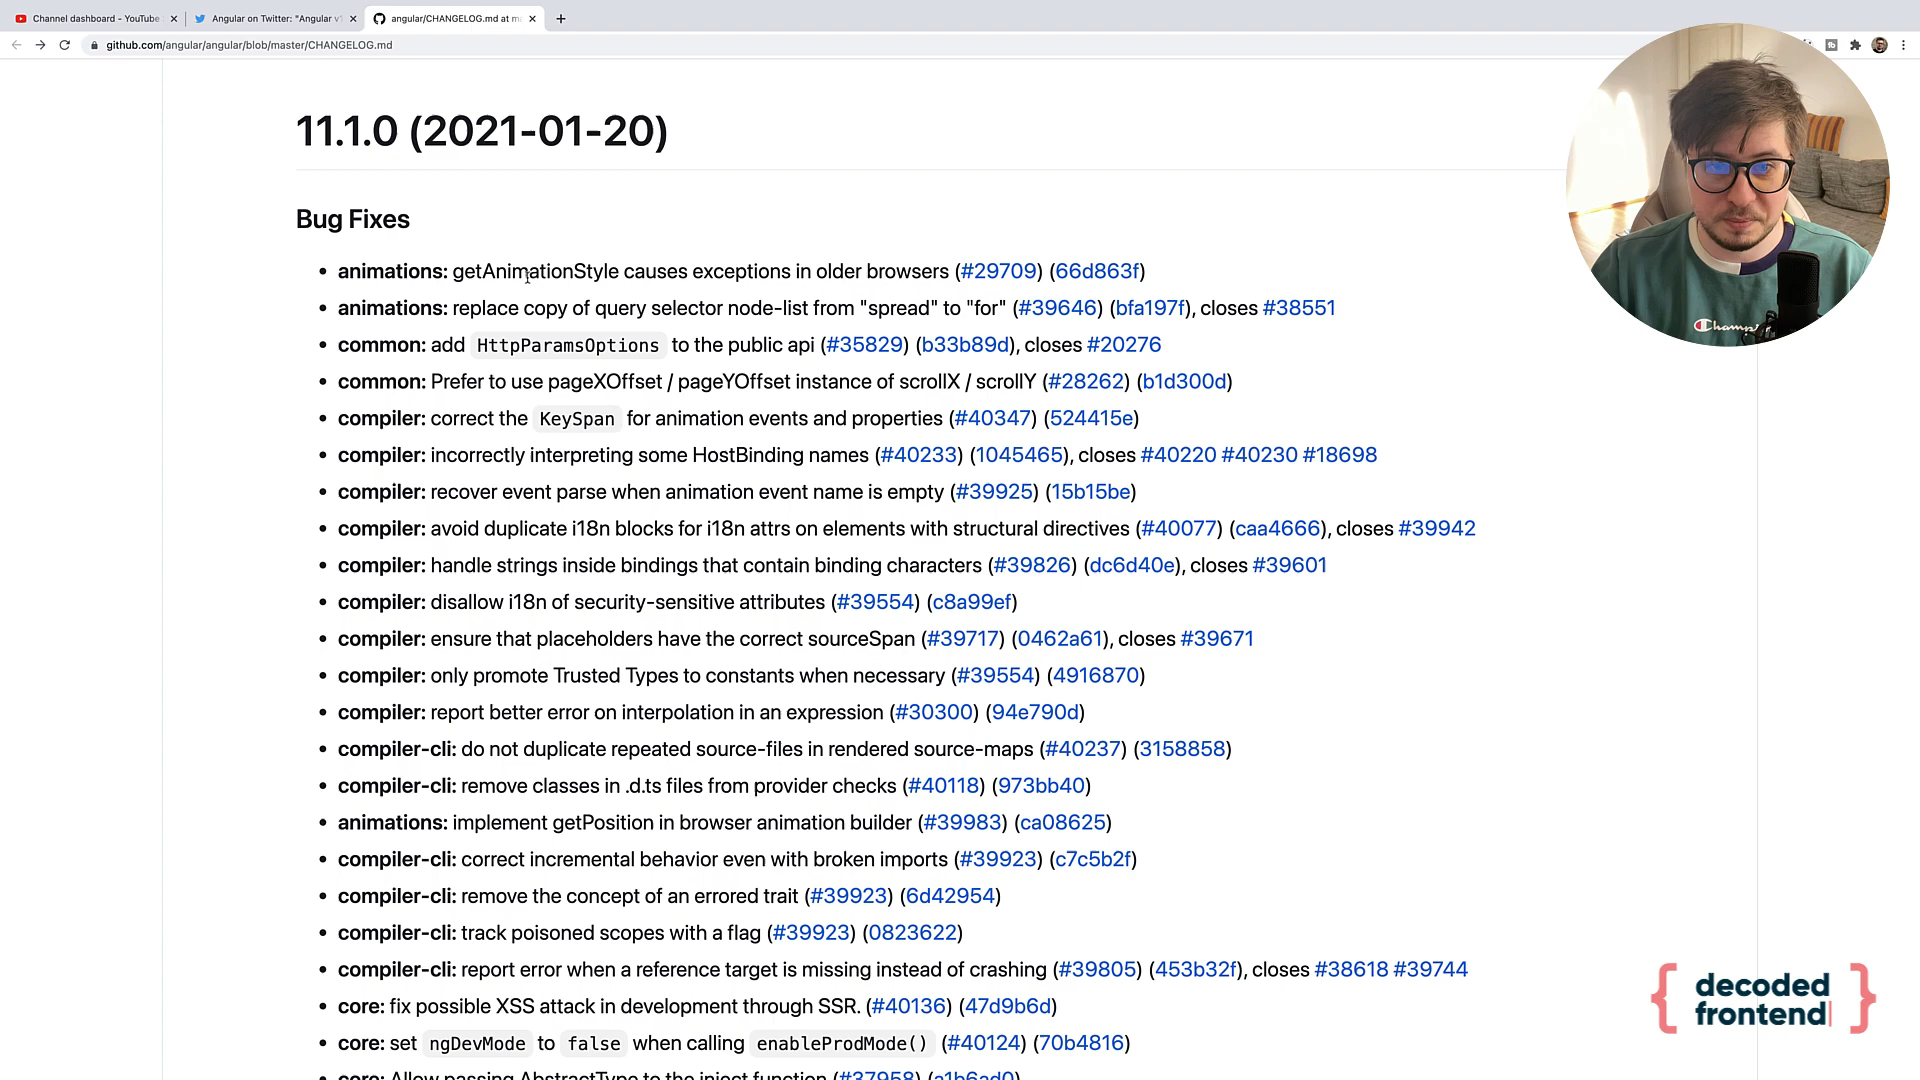 Channel dashboard - YouTube
Angular on Twitter: "Angular v1
angular/CHANGELOG.md at m
github.com/angular/angular/blob/master/CHANGELOG.md
11.1.0 (2021-01-20)
Bug Fixes
• animations: getAnimationStyle causes exceptions in older browsers (#29709) (66d863f)
• animations: replace copy of query selector node-list from "spread" to "for" (#39646) (bfa197f), closes #38551
• common: add HttpParamsOptions to the public api (#35829) (b33b89d), closes #20276
• common: Prefer to use pageXOffset / pageYOffset instance of scrollX / scrollY (#28262) (b1d300d)
• compiler: correct the KeySpan for animation events and properties (#40347) (524415e)
• compiler: incorrectly interpreting some HostBinding names (#40233) (1045465), closes #40220 #40230 #18698
• compiler: recover event parse when animation event name is empty (#39925) (15b15be)
• compiler: avoid duplicate i18n blocks for i18n attrs on elements with structural directives (#40077) (caa4666), closes #39942
• compiler: handle strings inside bindings that contain binding characters (#39826) (dc6d40e), closes #39601
• compiler: disallow i18n of security-sensitive attributes (#39554) (c8a99ef)
• compiler: ensure that placeholders have the correct sourceSpan (#39717) (0462a61), closes #39671
• compiler: only promote Trusted Types to constants when necessary (#39554) (4916870)
• compiler: report better error on interpolation in an expression (#30300) (94e790d)
• compiler-cli: do not duplicate repeated source-files in rendered source-maps (#40237) (3158858)
• compiler-cli: remove classes in .d.ts files from provider checks (#40118) (973bb40)
• animations: implement getPosition in browser animation builder (#39983) (ca08625)
• compiler-cli: correct incremental behavior even with broken imports (#39923) (c7c5b2f)
• compiler-cli: remove the concept of an errored trait (#39923) (6d42954)
• compiler-cli: track poisoned scopes with a flag (#39923) (0823622)
• compiler-cli: report error when a reference target is missing instead of crashing (#39805) (453b32f), closes #38618 #39744
• core: fix possible XSS attack in development through SSR. (#40136) (47d9b6d)
• core: set ngDevMode to false when calling enableProdMode() (#40124) (70b4816)
core: Allow passing AbstractType to the inject function (#37958) (a1b6ad0)
Champ
{ decoded
frontend }